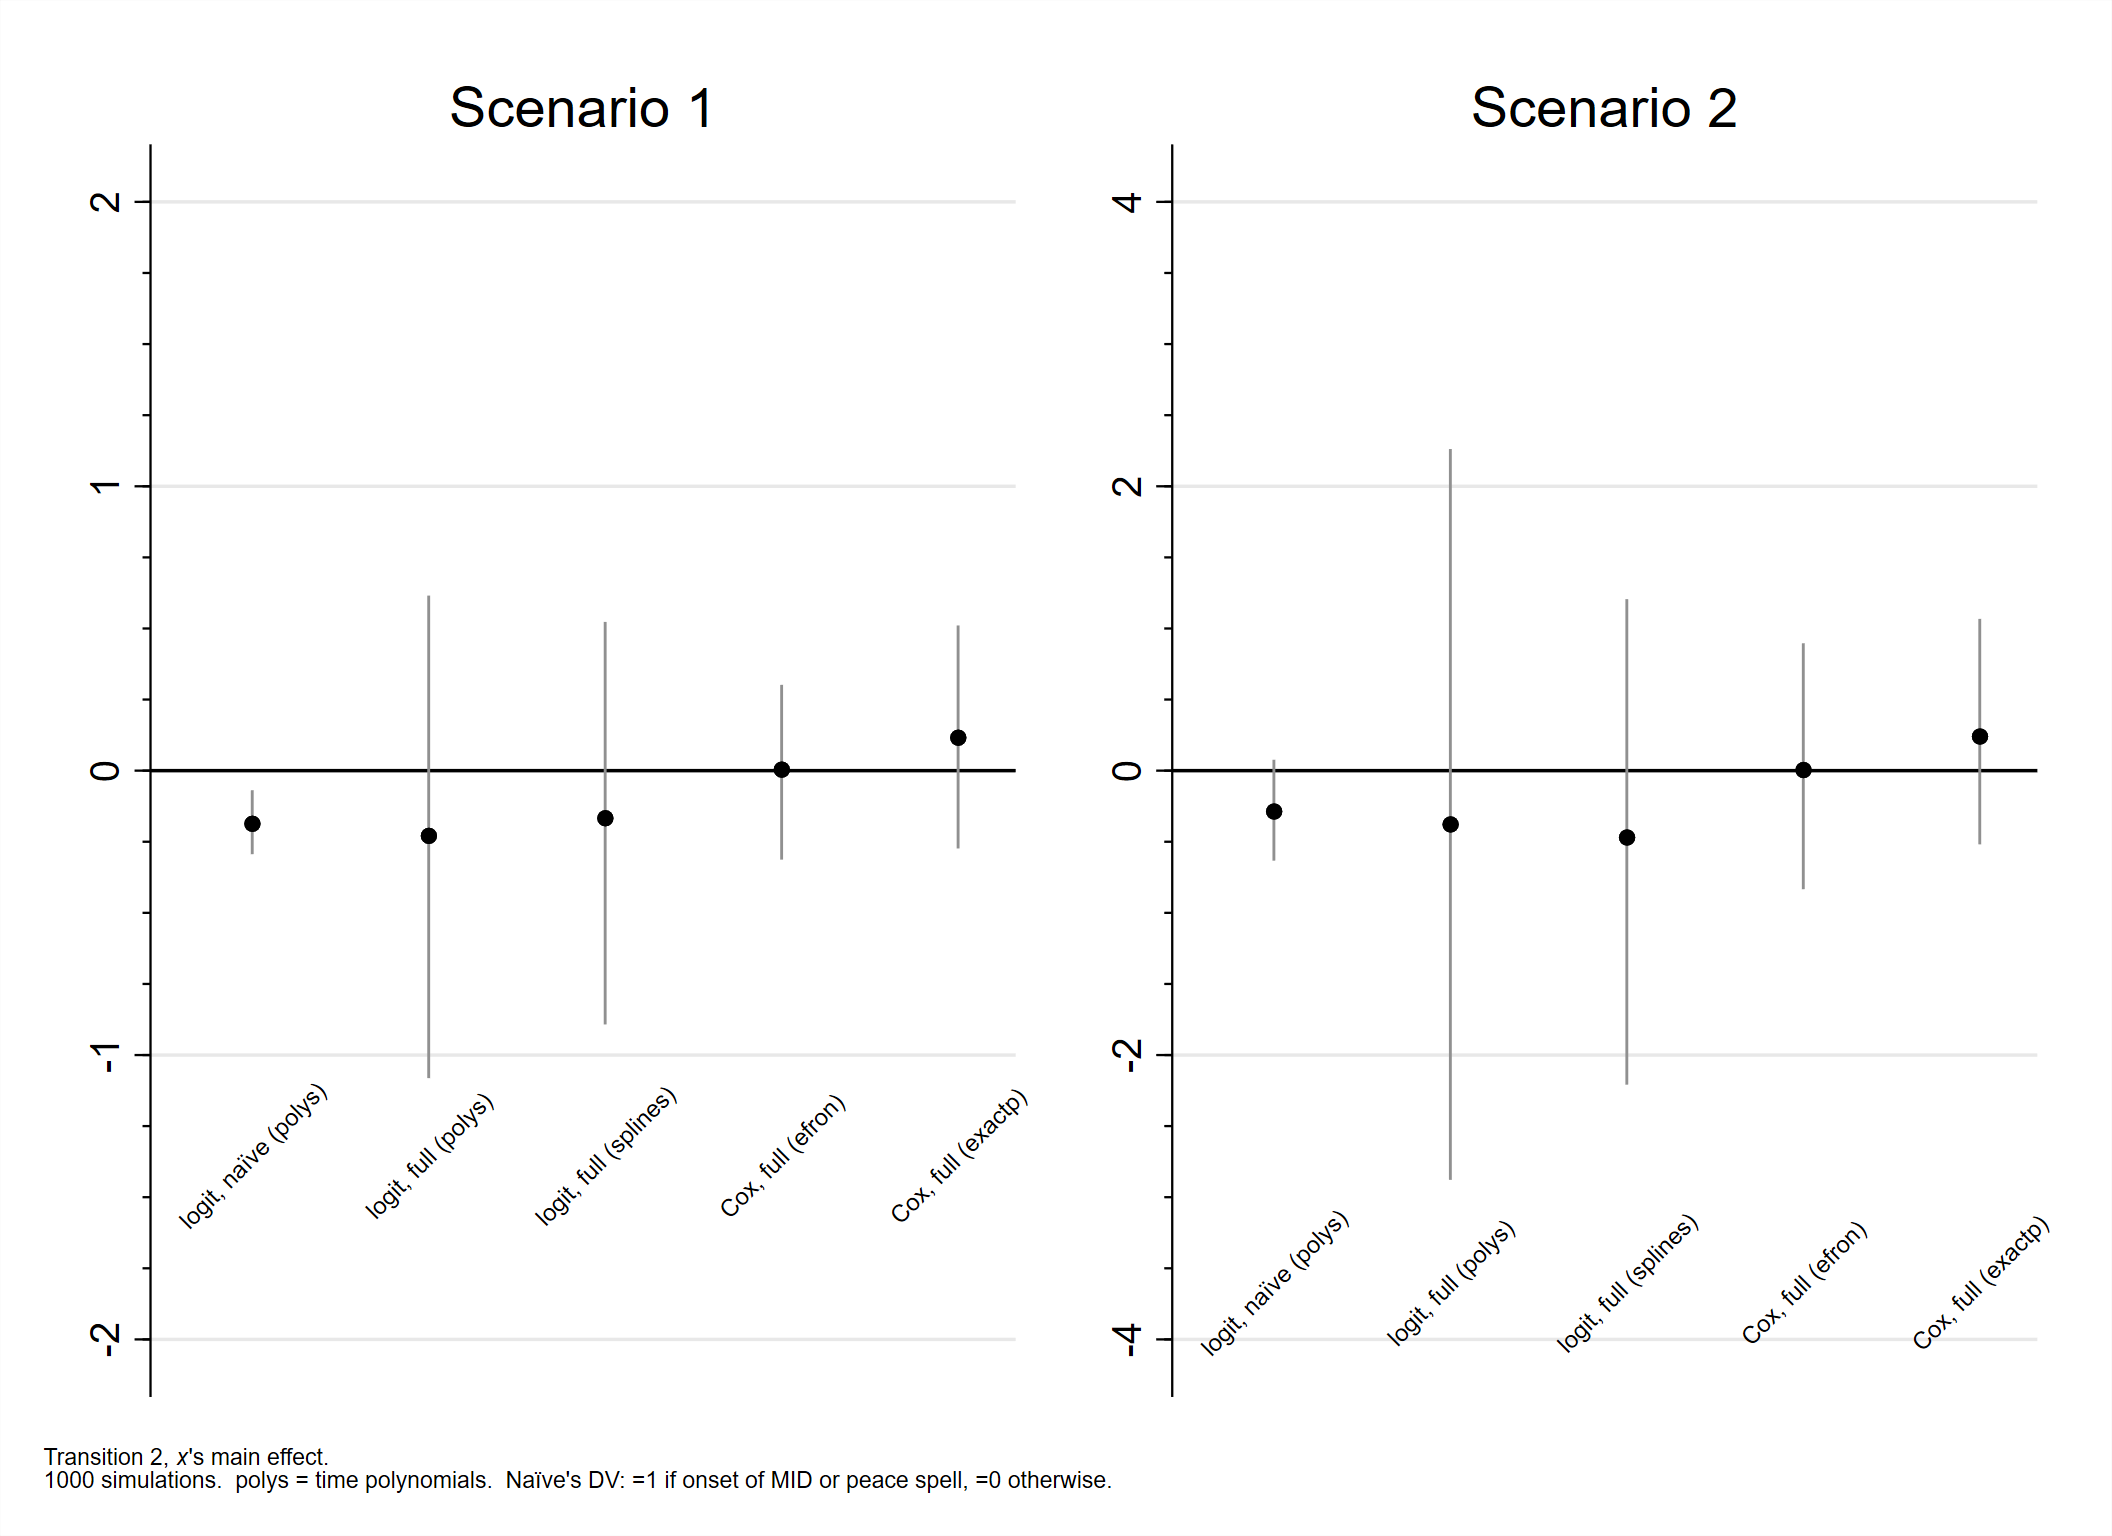 Scenario 1
2
1
0
-1
-2
logit, naïve (polys)
logit, full (polys)
logit, full (splines)
Cox, full (efron)
Cox, full (exactp)
Scenario 2
4
2
0
-2
-4
logit, naïve (polys)
logit, full (polys)
logit, full (splines)
Cox, full (efron)
Cox, full (exactp)
Transition 2, x's main effect.
1000 simulations.  polys = time polynomials.  Naïve's DV: =1 if onset of MID or peace spell, =0 otherwise.